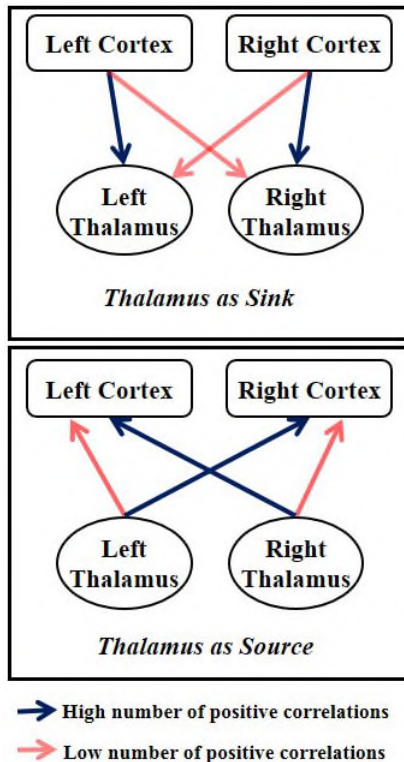 Left Cortex Right Cortex
Left Right
Thalamus Thalamus
Thalamus as Sink
Left Cortex Right Cortex
Left Right
Thalamus Thalamus
Thalamus as Source
High number of positive correlations
Low number of positive correlations